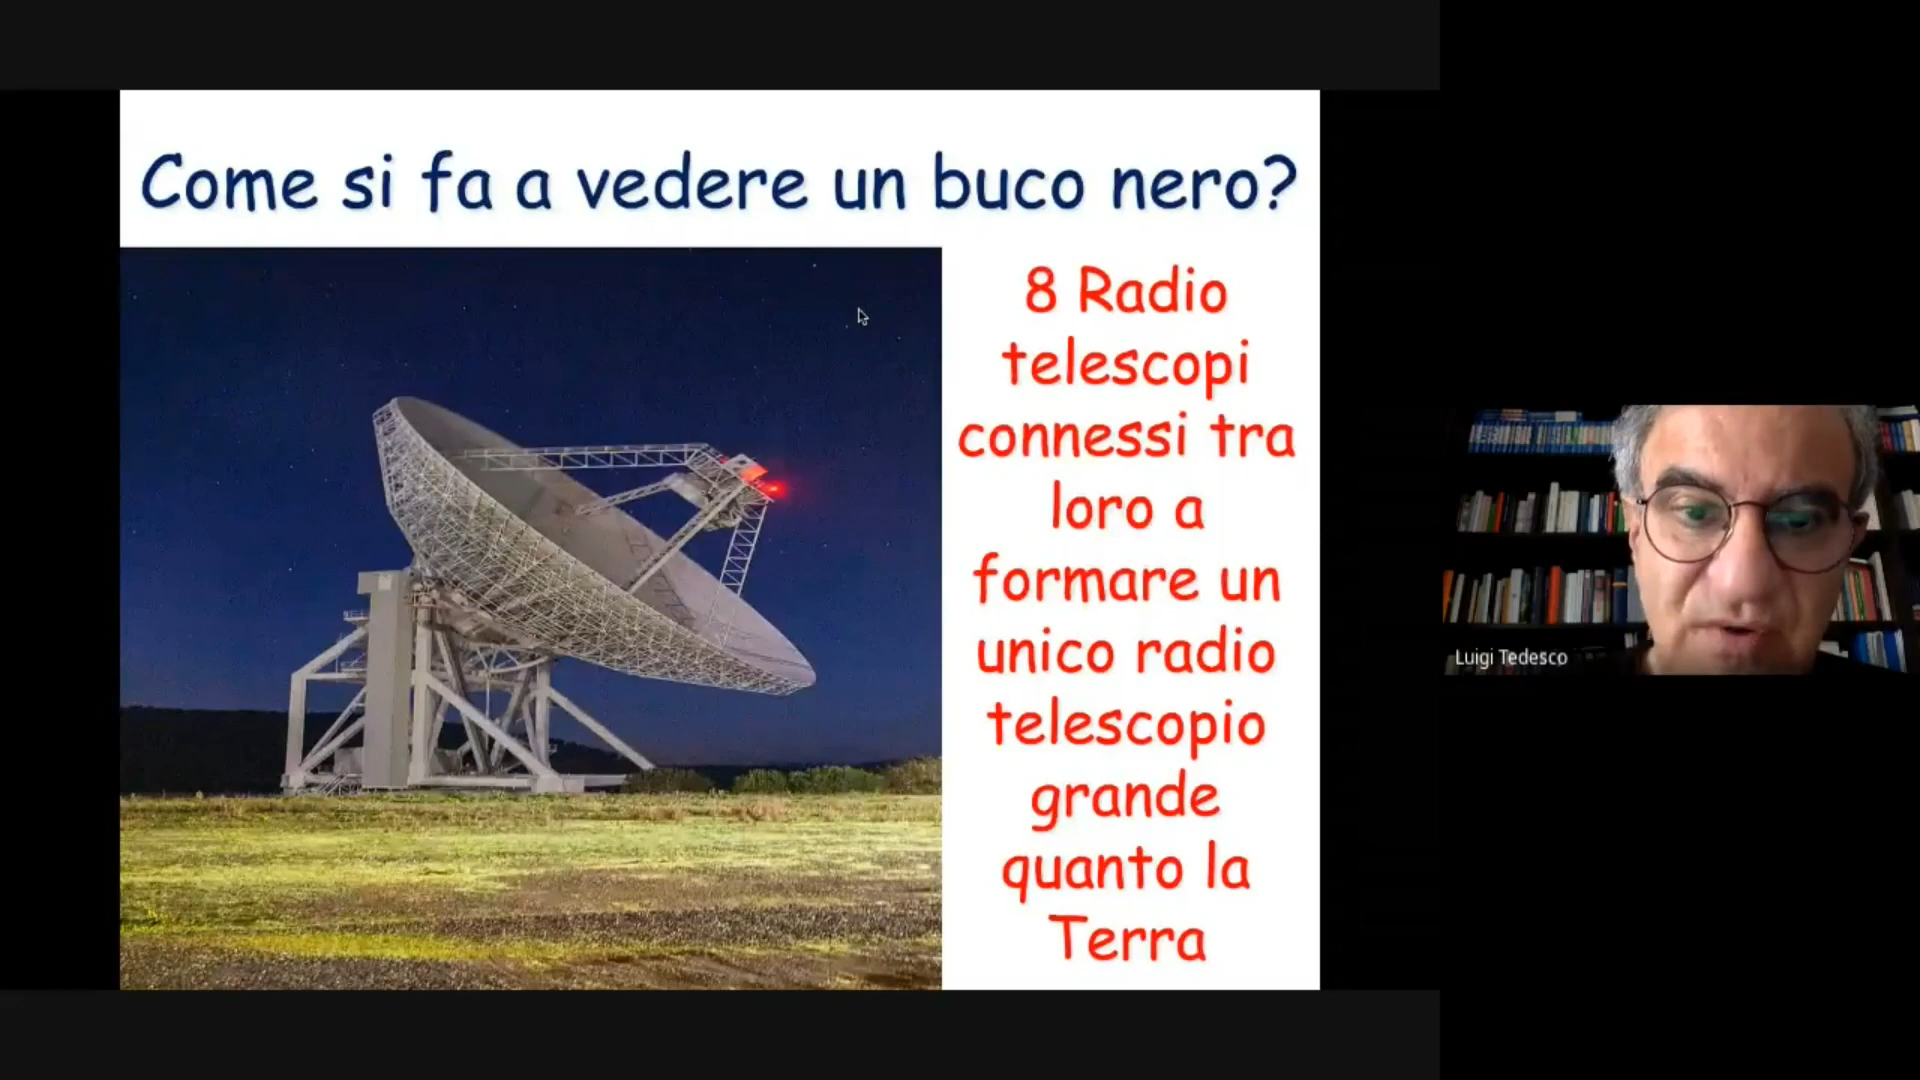 Come si fa a vedere un buco nero?
8 Radio
telescopi
connessi tra
loro a
formare un
unico radio
telescopio
grande
quanto la
Terra
Luigi Tedesco